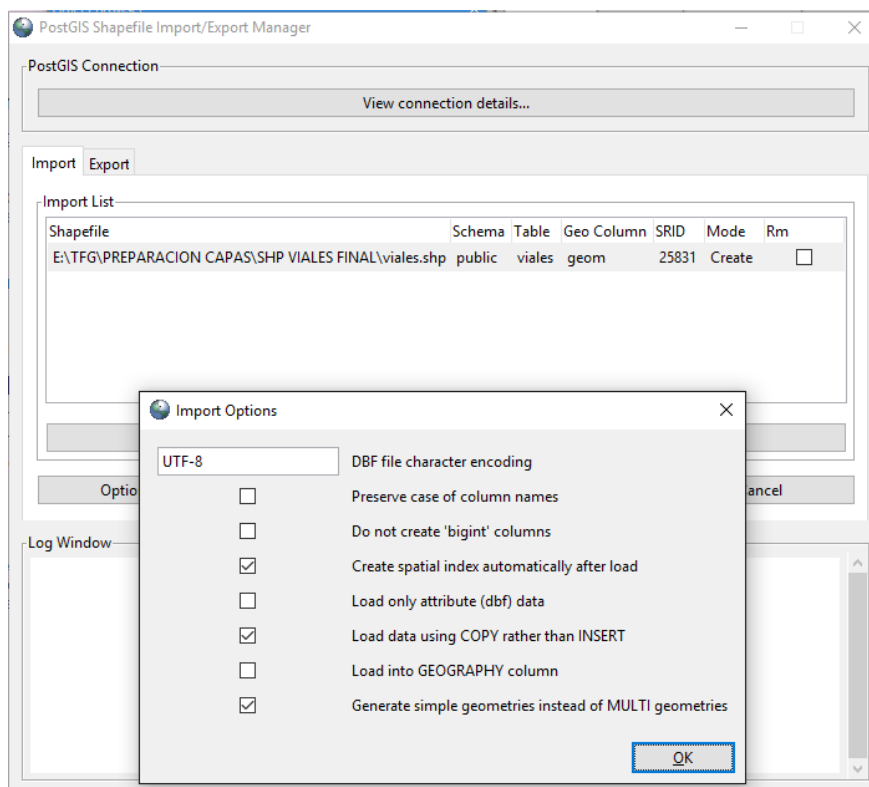 PostGIS Shapefile Import/Export Manager
PostGIS Connection
View connection details...
Import Export
Import List
Shapefile Schema Table Geo Column SRID Mode Rm
E:\TFG\PREPARACION CAPAS\SHP VIALES FINAL\viales.shp public viales geom 25831 Create
Import Options
UTF-8 DBF file character encoding
Preserve case of column names
Do not create 'bigint' columns
Create spatial index automatically after load
Load only attribute (dbf) data
Load data using COPY rather than INSERT
Load into GEOGRAPHY column
Generate simple geometries instead of MULTI geometries
OK
Optio
ancel
Log Window